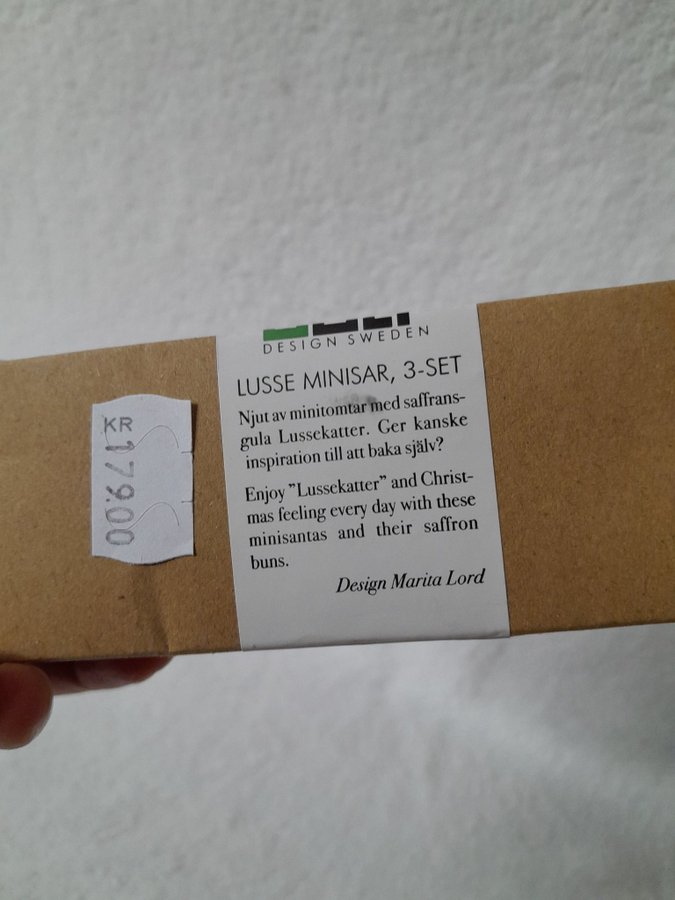 DESIGN SWEDEN
LUSSE MINISAR, 3-SET
Njut av minitomtar med saffrans-
gula Lussekatter. Ger kanske
inspiration till att baka själv?
Enjoy ”Lussekatter” and Christ-
mas feeling every day with these
minisantas and their saffron
buns.
Design Marita Lord
KR
179.00